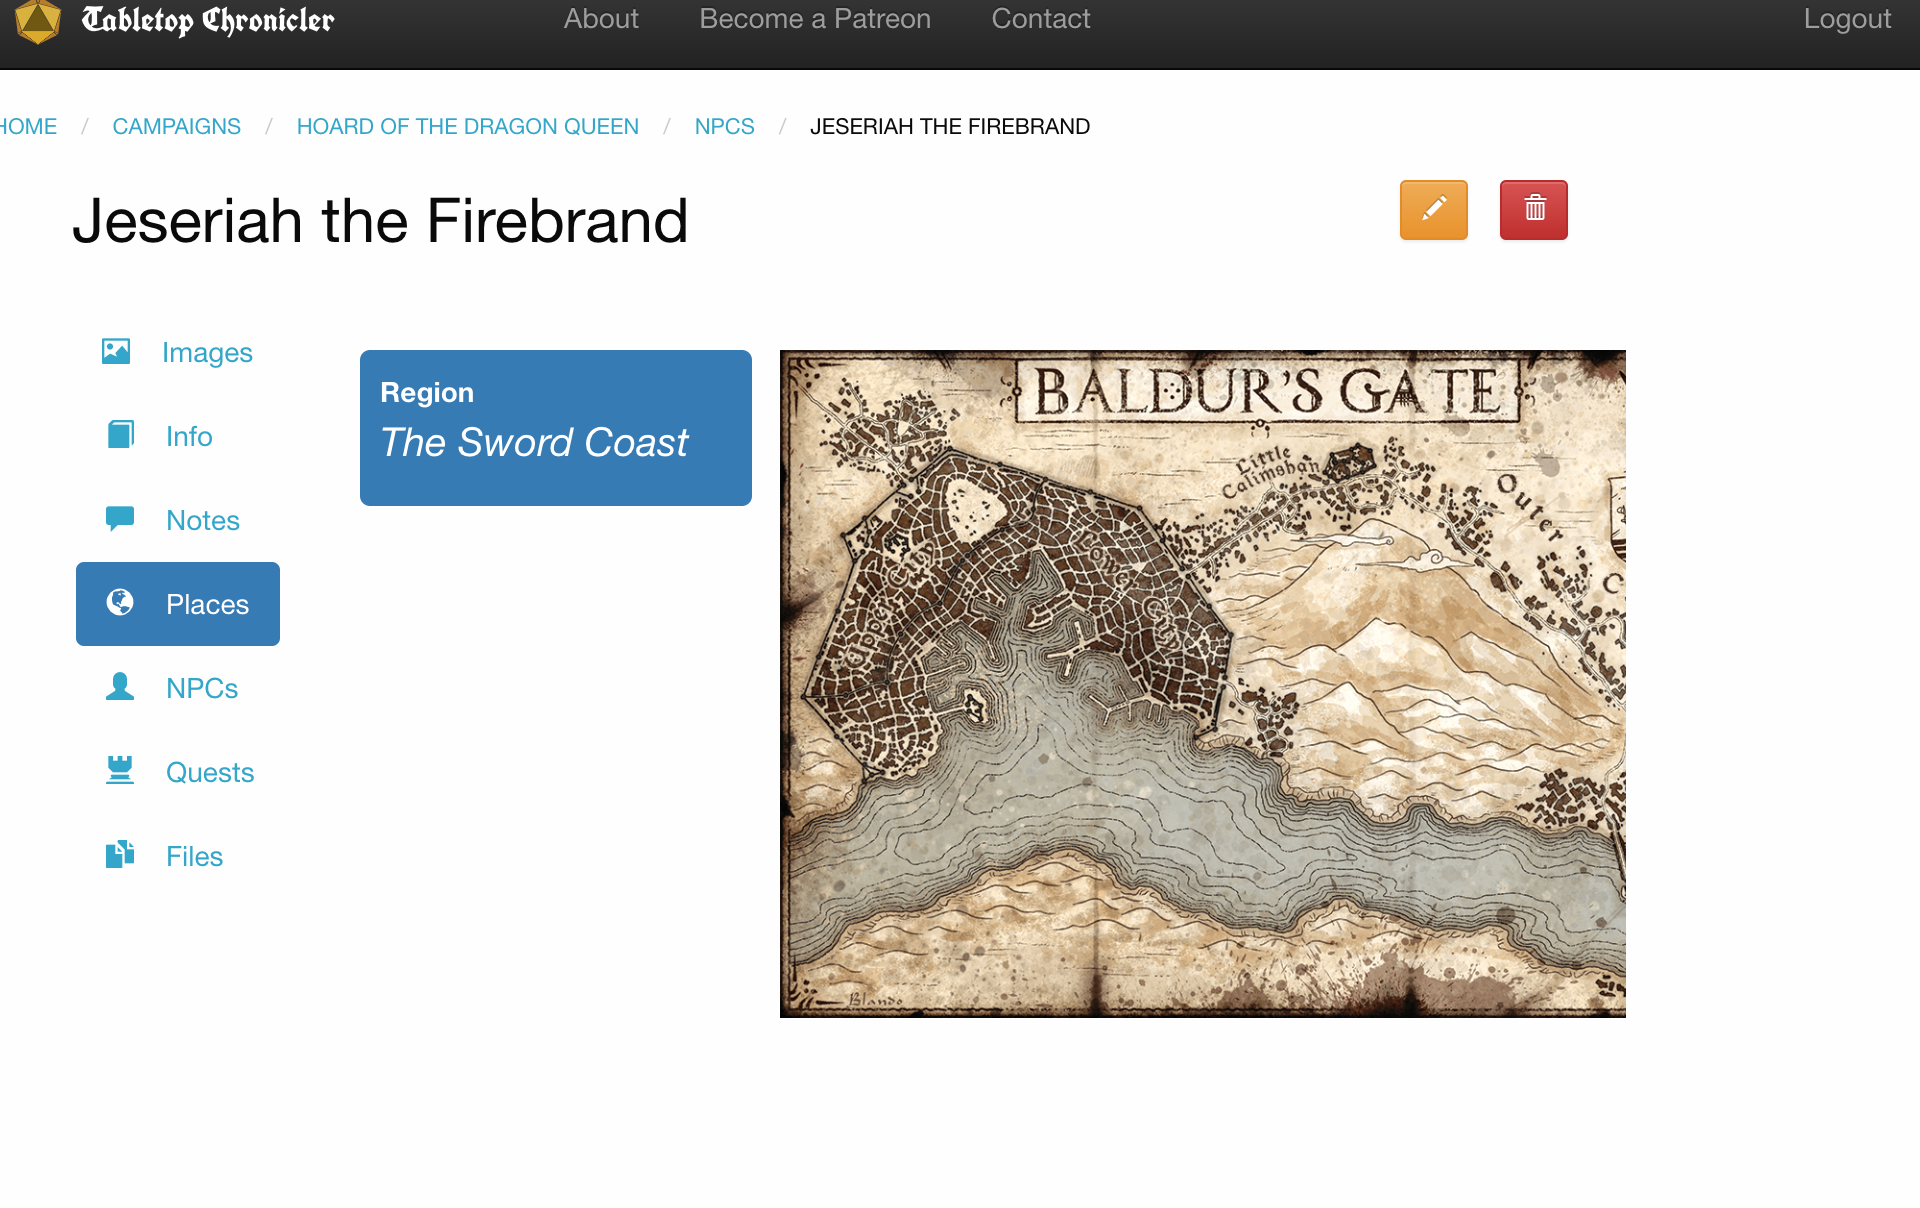 Tabletop Chronicler
About
Become a Patreon
Contact
Logout
HOME / CAMPAIGNS / HOARD OF THE DRAGON QUEEN / NPCS / JESERIAH THE FIREBRAND
Jeseriah the Firebrand
Images
Info
Notes
Places
NPCs
Quests
Files
Region
The Sword Coast
BALDUR'S GATE
Little
Calimshan
Outer
C
Upper City
Lower City
Blando